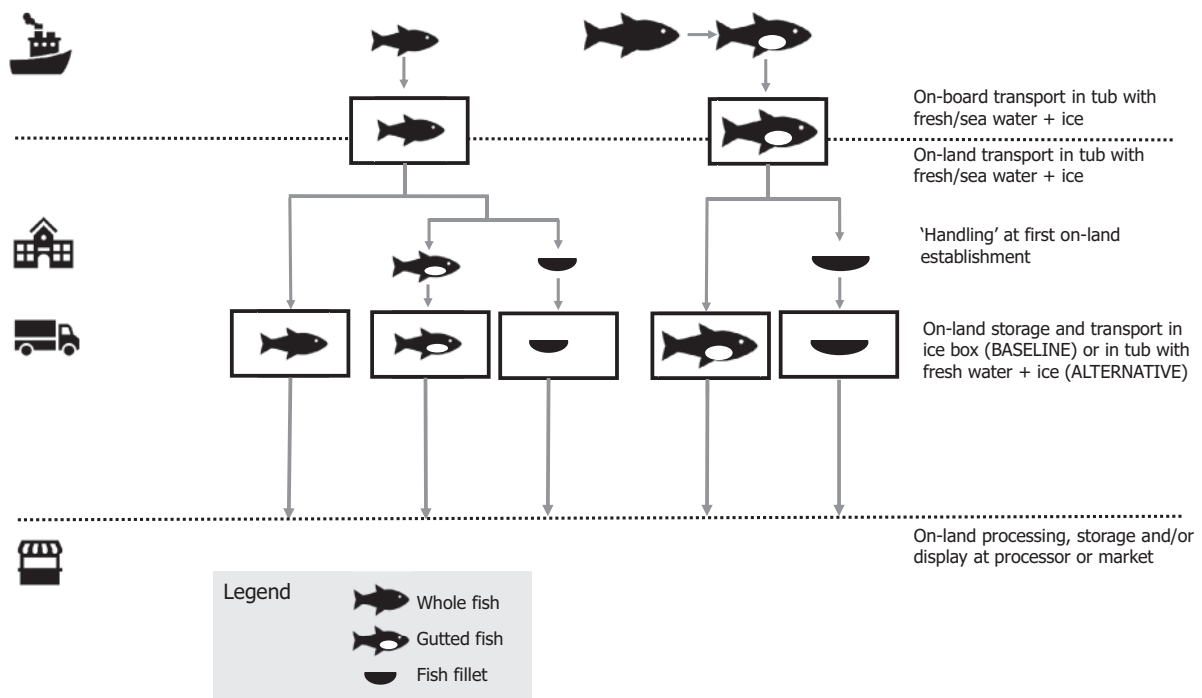 On-board transport in tub with
fresh/sea water + ice
On-land transport in tub with
fresh/sea water + ice
‘Handling’ at first on-land
establishment
On-land storage and transport in
ice box (BASELINE) or in tub with
fresh water + ice (ALTERNATIVE)
On-land processing, storage and/or
display at processor or market
Legend
Whole fish
Gutted fish
Fish fillet